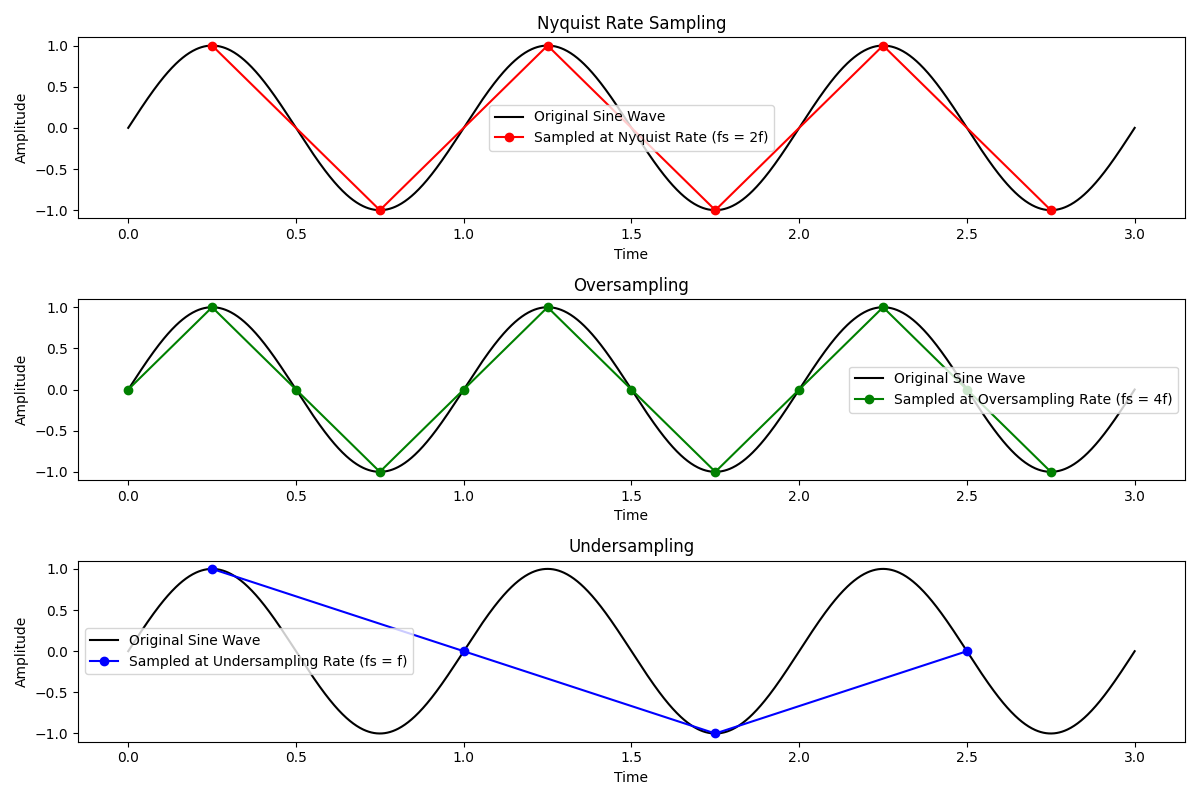 Nyquist Rate Sampling
1.0
0.5
0.0
−0.5
−1.0
Amplitude
Original Sine Wave
Sampled at Nyquist Rate (fs = 2f)
0.0 0.5 1.0 1.5 2.0 2.5 3.0
Time
Oversampling
1.0
0.5
0.0
−0.5
−1.0
Amplitude
Original Sine Wave
Sampled at Oversampling Rate (fs = 4f)
0.0 0.5 1.0 1.5 2.0 2.5 3.0
Time
Undersampling
1.0
0.5
0.0
−0.5
−1.0
Amplitude
Original Sine Wave
Sampled at Undersampling Rate (fs = f)
0.0 0.5 1.0 1.5 2.0 2.5 3.0
Time